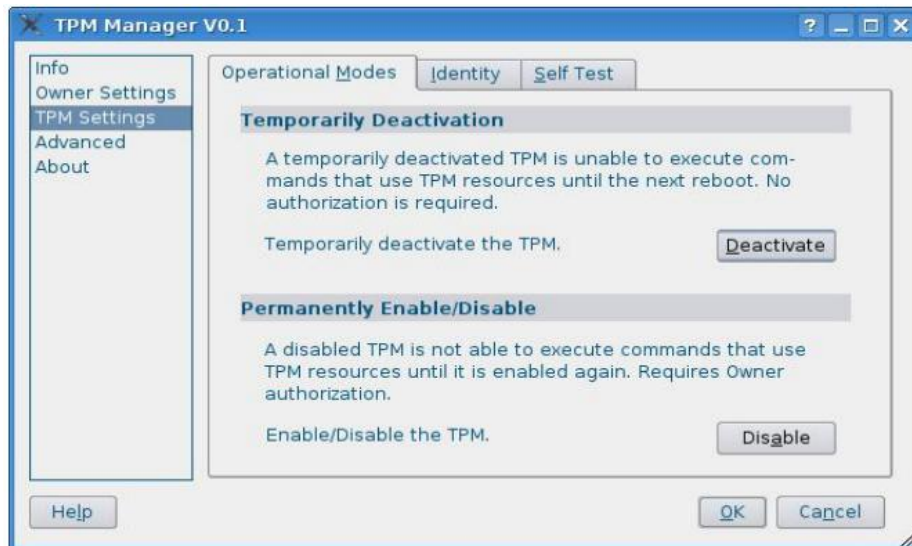 TPM Manager V0.1
Info
Owner Settings
TPM Settings
Advanced
About
Operational Modes
Identity
Self Test
Temporarily Deactivation
A temporarily deactivated TPM is unable to execute com-
mands that use TPM resources until the next reboot. No
authorization is required.
Temporarily deactivate the TPM.
Deactivate
Permanently Enable/Disable
A disabled TPM is not able to execute commands that use
TPM resources until it is enabled again. Requires Owner
authorization.
Enable/Disable the TPM.
Disable
Help
OK
Cancel